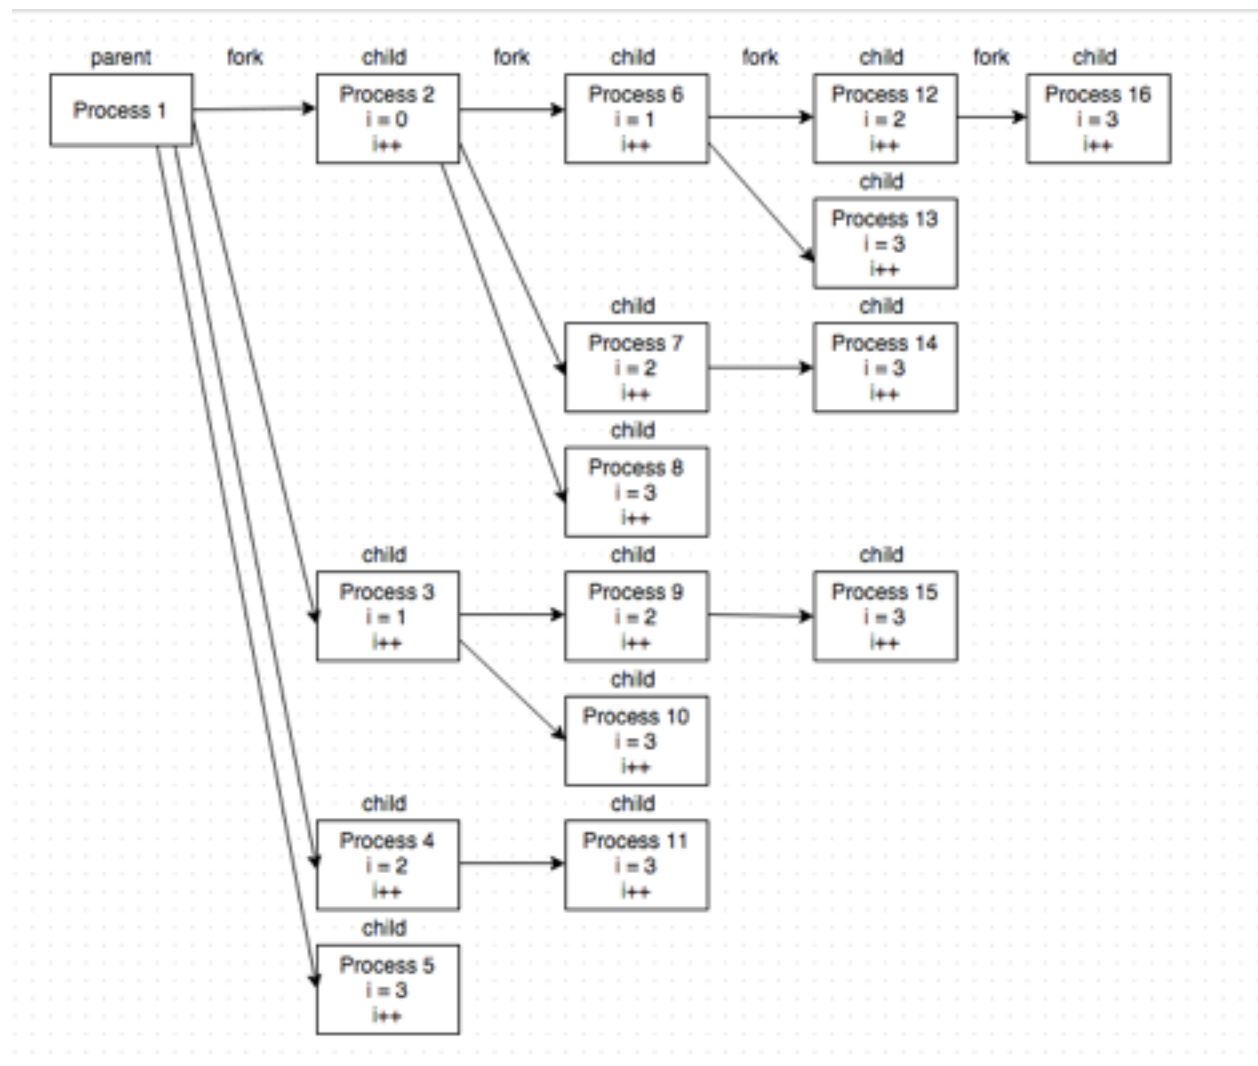 parent fork child fork child fork child fork child
Process 1
Process 2
i = 0
i++
Process 6
i = 1
i++
Process 12
i = 2
i++
Process 16
i = 3
i++
child
Process 13
i = 3
i++
child
Process 7
i = 2
i++
child
Process 14
i = 3
i++
child
Process 8
i = 3
i++
child
Process 3
i = 1
i++
child
Process 9
i = 2
i++
child
Process 15
i = 3
i++
child
Process 10
i = 3
i++
child
Process 4
i = 2
i++
child
Process 11
i = 3
i++
child
Process 5
i = 3
i++